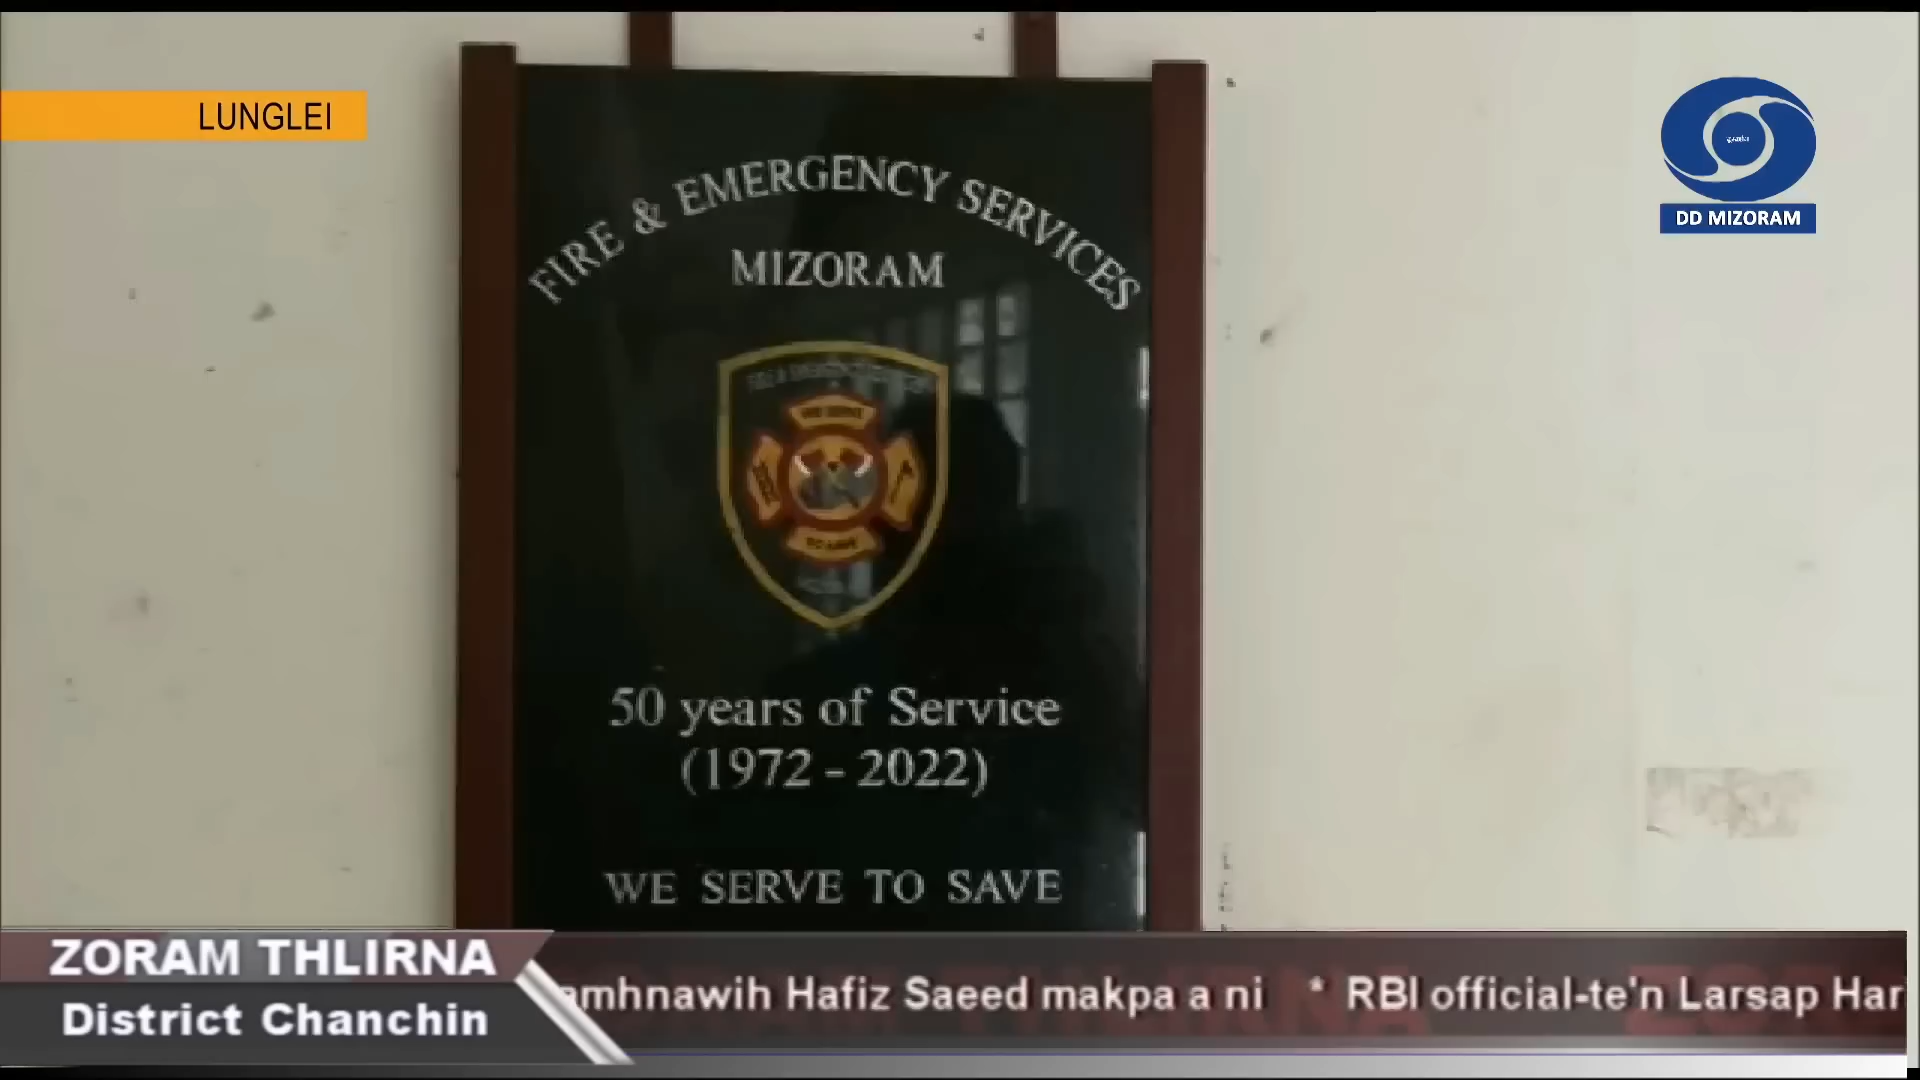 LUNGLEI
DD MIZORAM
FIRE & EMERGENCY SERVICES
MIZORAM
50 years of Service
(1972 - 2022)
WE SERVE TO SAVE
ZORAM THLIRNA
District Chanchin
amhnawih Hafiz Saeed makpa a ni * RBI official-te'n Larsap Har